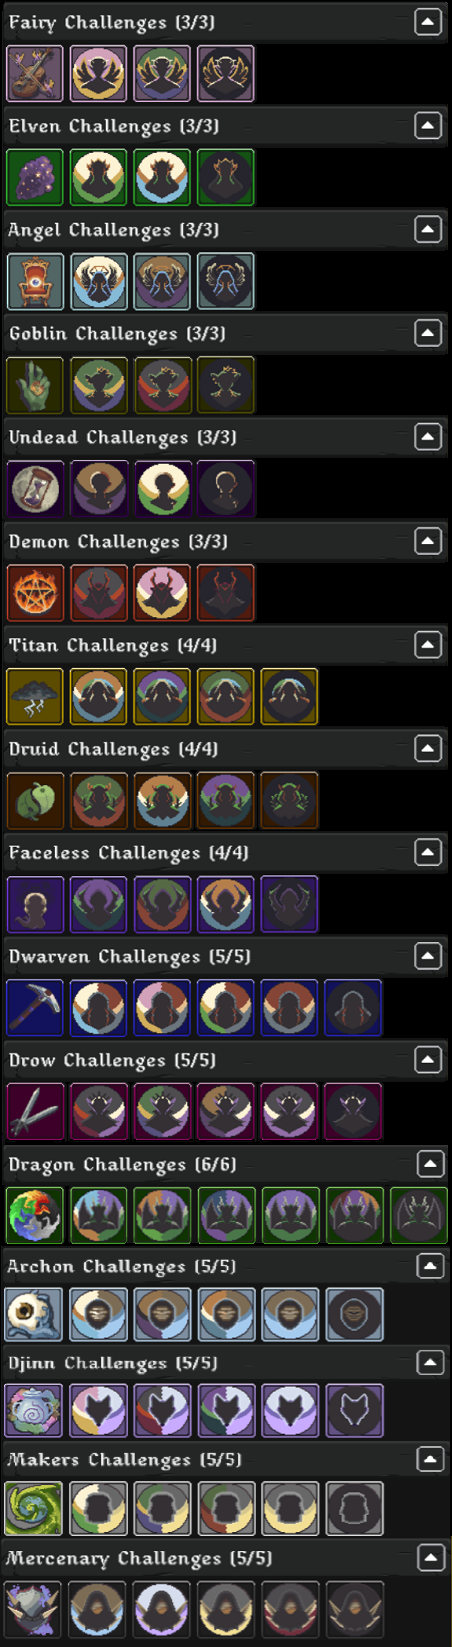 Fairy Challenges (3/3)
Elven Challenges (3/3)
Angel Challenges (3/3)
Goblin Challenges (3/3)
Undead Challenges (3/3)
Demon Challenges (3/3)
Titan Challenges (4/4)
Druid Challenges (4/4)
Faceless Challenges (4/4)
Dwarven Challenges (5/5)
Drow Challenges (5/5)
Dragon Challenges (6/6)
Archon Challenges (5/5)
Djinn Challenges (5/5)
Makers Challenges (5/5)
Mercenary Challenges (5/5)